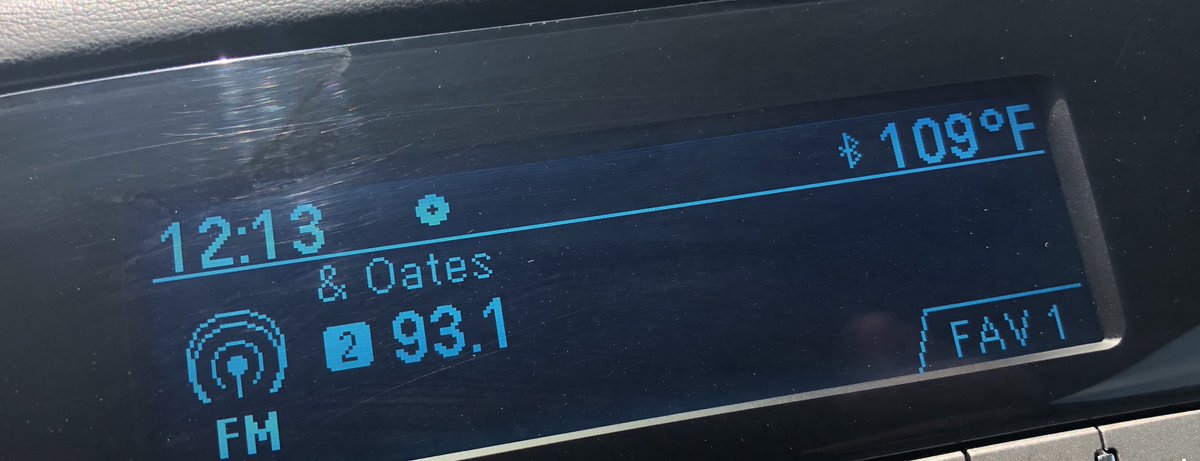 12:13 109°F
& Oates
2 93.1
FM
FAV 1